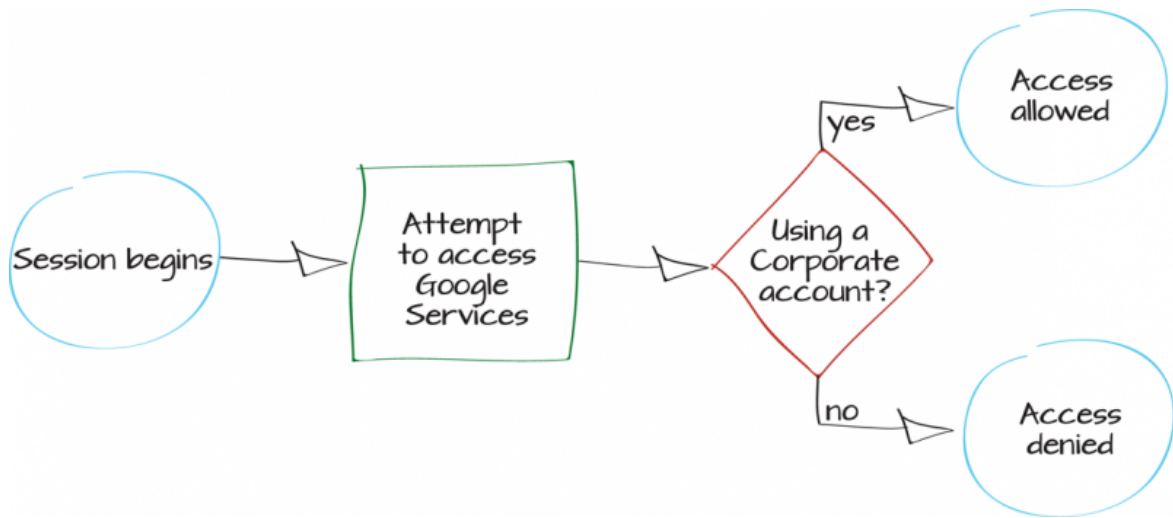 Session begins
Attempt
to access
Google
Services
Using a
Corporate
account?
yes
Access
allowed
no
Access
denied